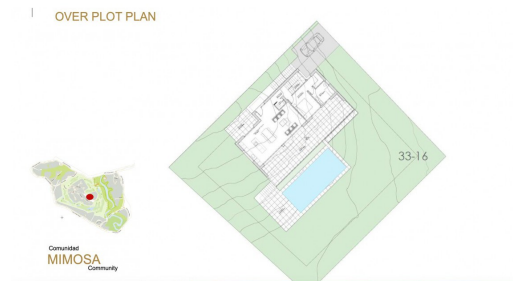 OVER PLOT PLAN
33-16
Comunidad
MIMOSA
Community